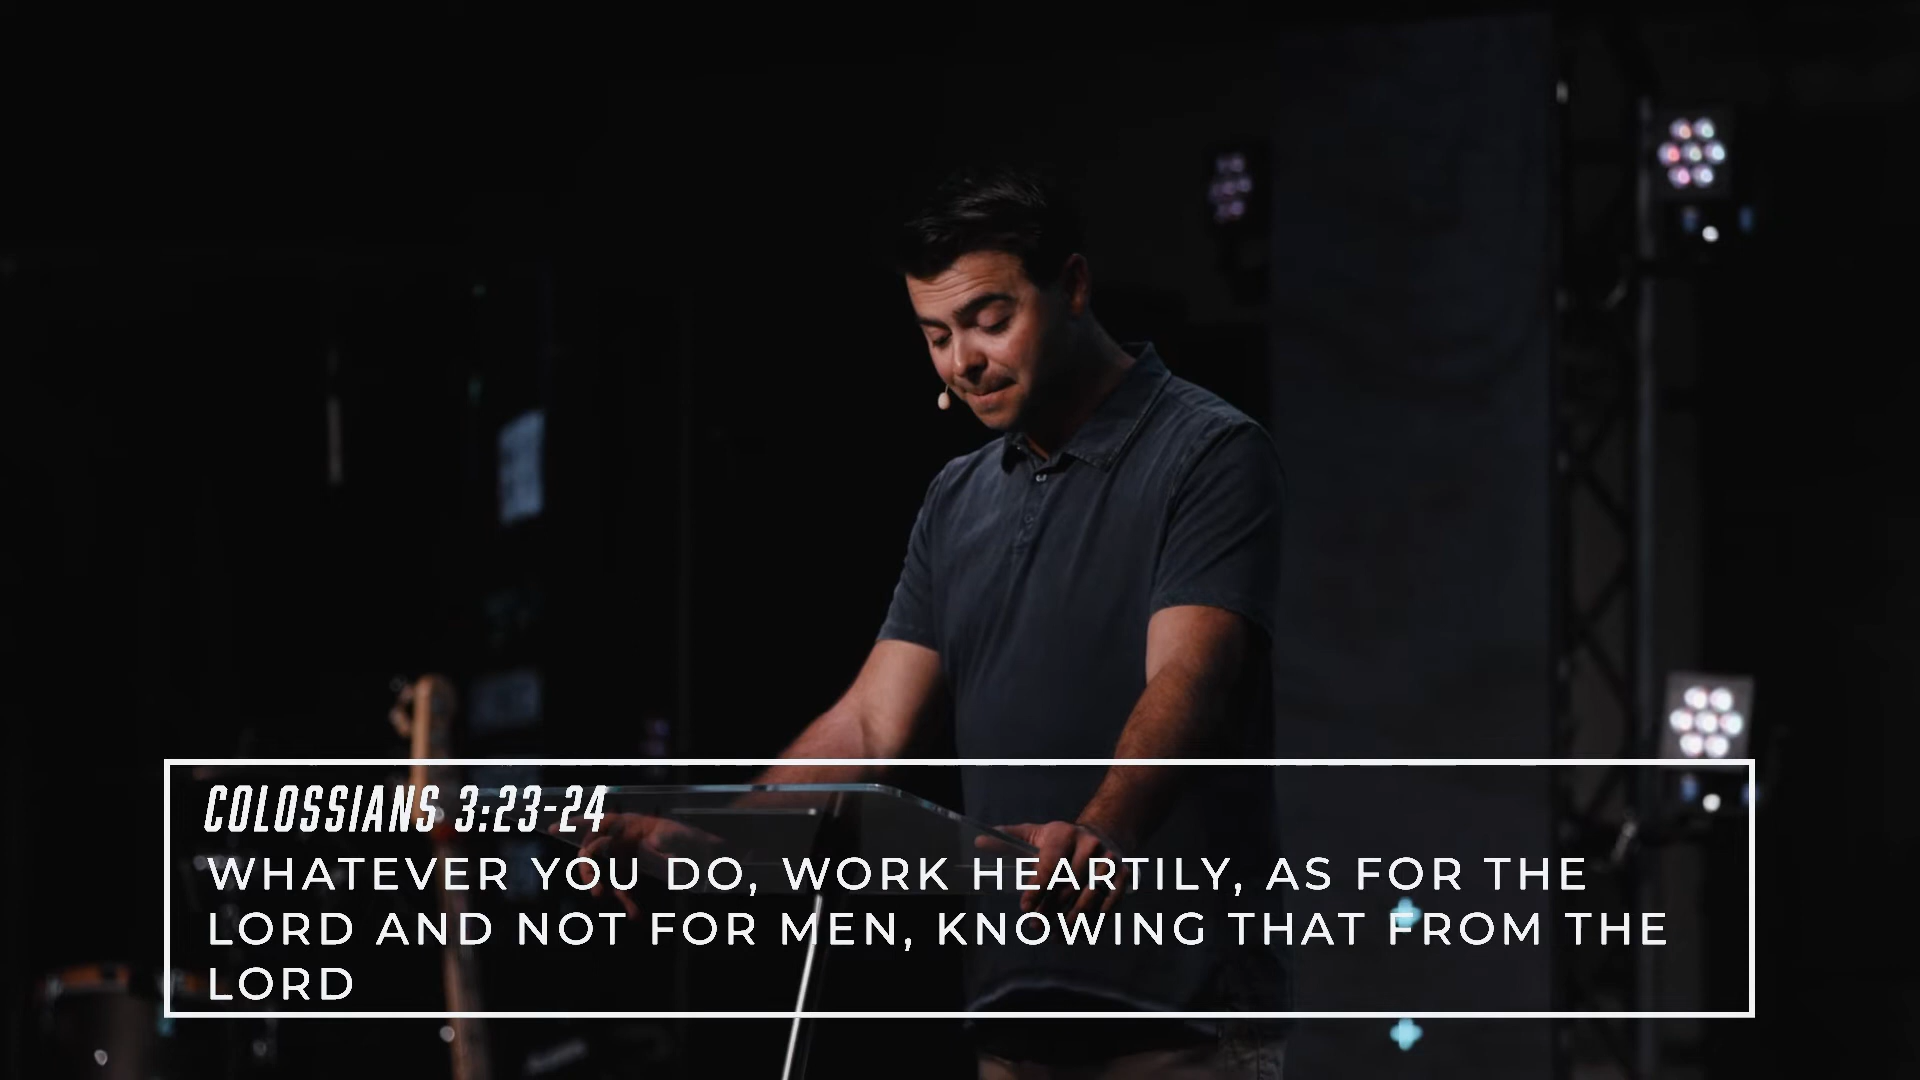 COLOSSIANS 3:23-24
WHATEVER YOU DO, WORK HEARTILY, AS FOR THE
LORD AND NOT FOR MEN, KNOWING THAT FROM THE
LORD